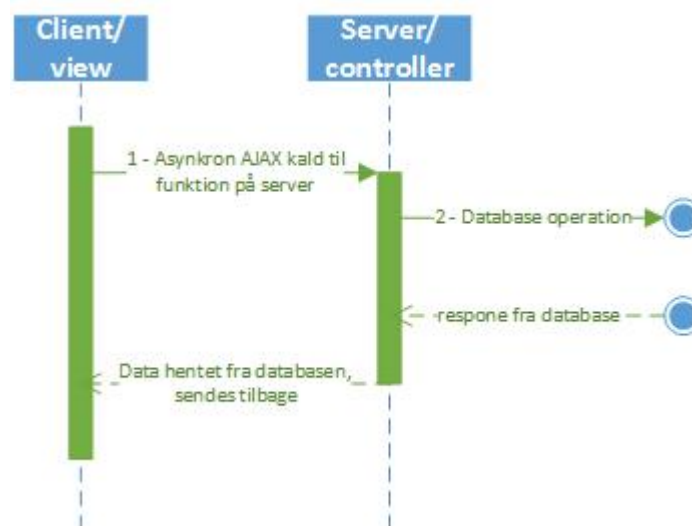 Client/
view
Server/
controller
1 - Asynkron AJAX kald til
funktion på server
2 - Database operation
respone fra database
Data hentet fra databasen,
sendes tilbage